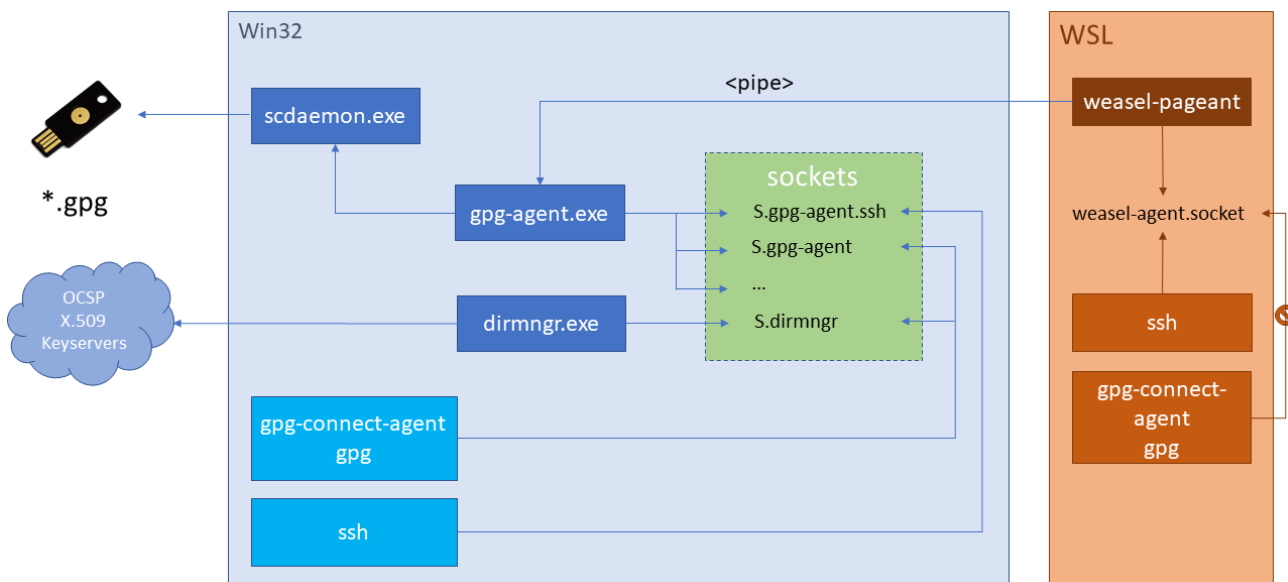 Win32
WSL
<pipe>
weasel-pageant
scdaemon.exe
*.gpg
sockets
gpg-agent.exe
S.gpg-agent.ssh
weasel-agent.socket
S.gpg-agent
...
OCSP
X.509
Keyservers
dirmngr.exe
S.dirmngr
ssh
gpg-connect-agent
gpg
gpg-connect-
agent
gpg
ssh